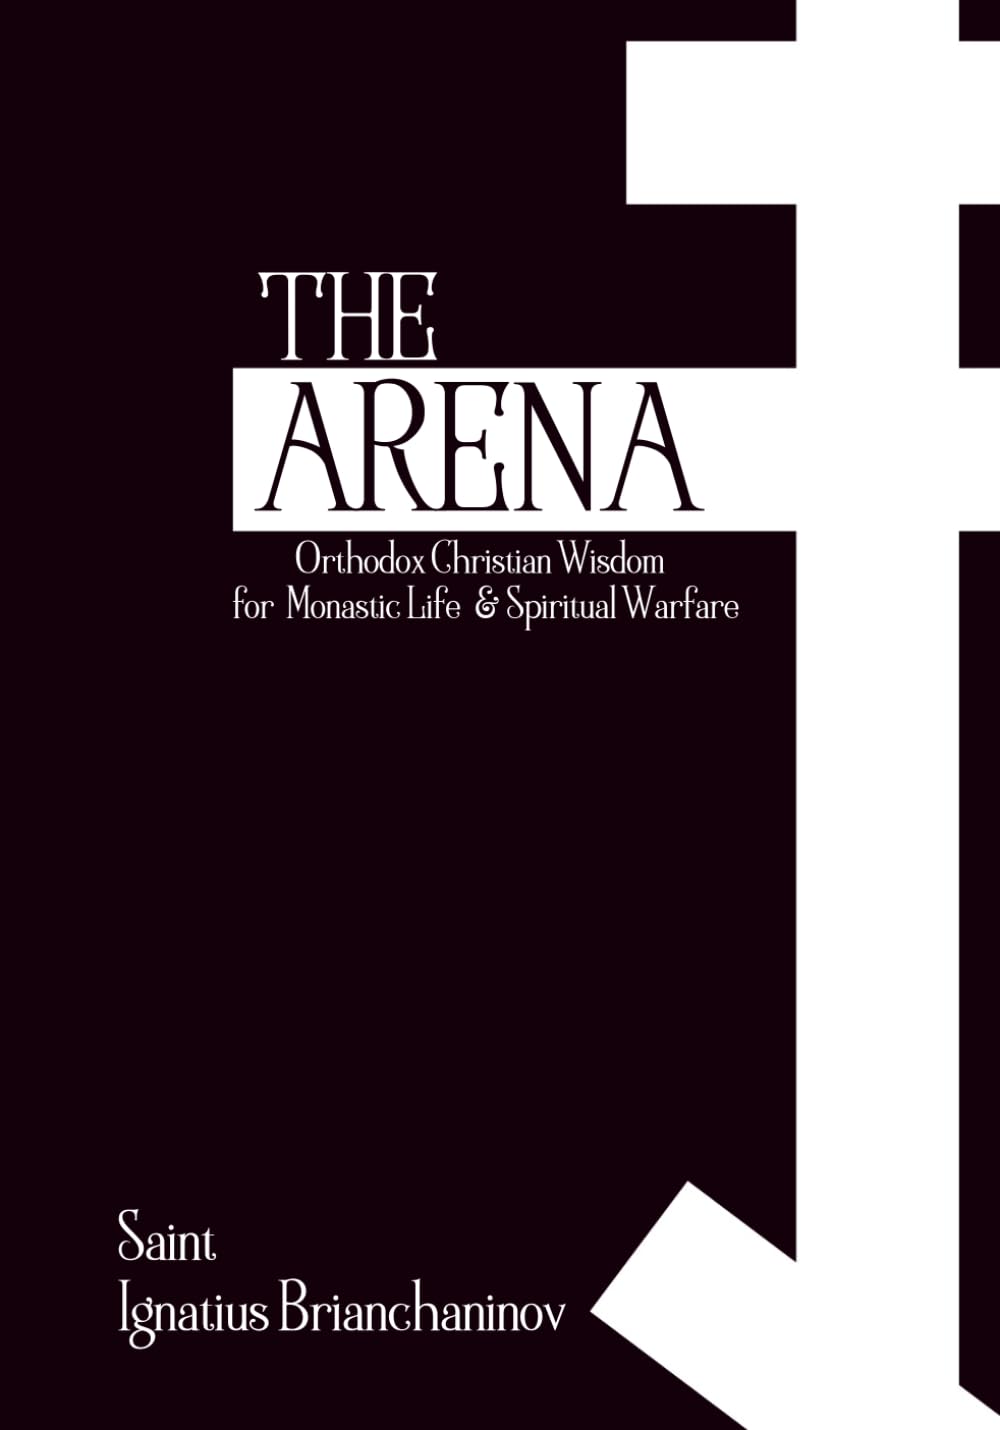 THE
ARENA
Orthodox Christian Wisdom
for Monastic Life & Spiritual Warfare
Saint
Ignatius Brianchaninov